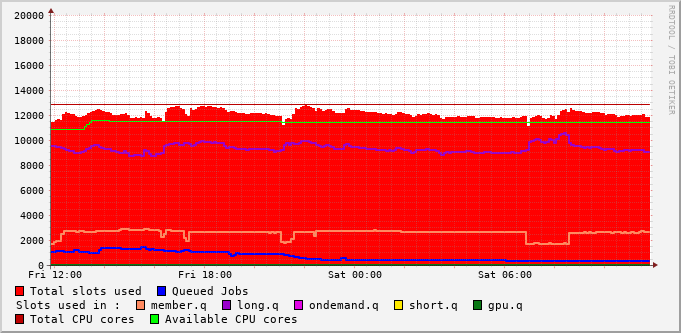 20000
18000
16000
14000
12000
10000
8000
6000
4000
2000
0
Fri 12:00 Fri 18:00 Sat 00:00 Sat 06:00
RRDTOOL / TOBI OETIKER
Total slots used Queued Jobs
Slots used in : member.q long.q ondemand.q short.q gpu.q
Total CPU cores Available CPU cores